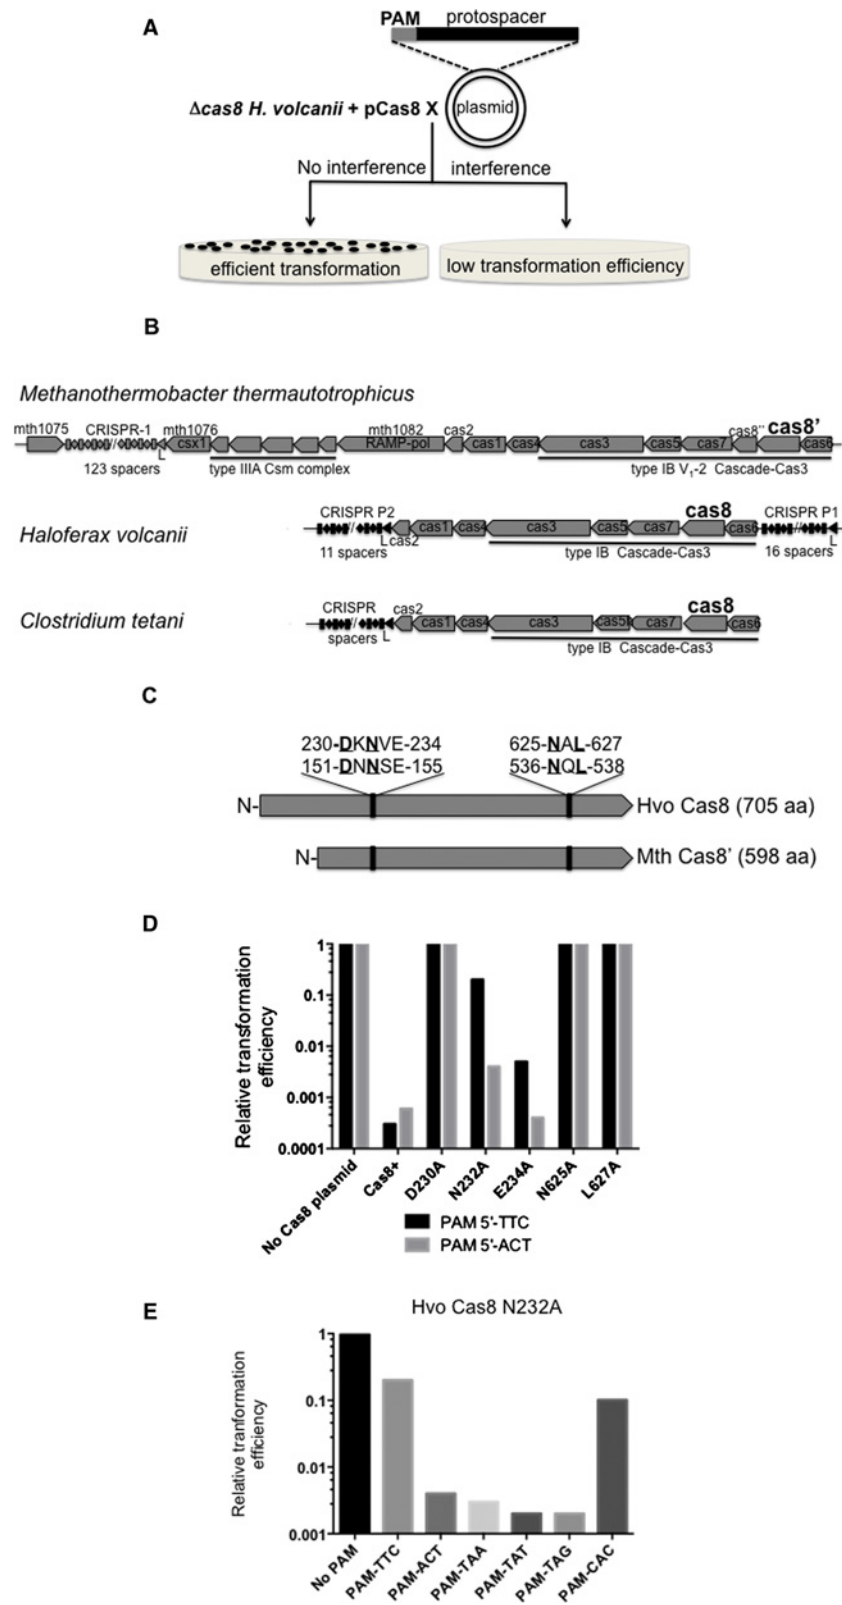 A
PAM protospacer
Δcas8 H. volcanii + pCas8 X plasmid
No interference interference
efficient transformation low transformation efficiency
B
Methanothermobacter thermautotrophicus
mth1075 CRISPR-1 mth1076 mth1082 cas2 cas8'' cas8'
csx1 RAMP-pol cas1 cas4 cas3 cas5 cas7 cas6
123 spacers L type IIIA Csm complex type IB V1-2 Cascade-Cas3
Haloferax volcanii
CRISPR P2 cas8 CRISPR P1
cas1 cas4 cas3 cas5 cas7 cas6
11 spacers L cas2 type IB Cascade-Cas3 16 spacers L
Clostridium tetani
CRISPR cas2 cas8
cas1 cas4 cas3 cas5 cas7 cas6
spacers L type IB Cascade-Cas3
C
230-DKNVE-234 625-NAL-627
151-DNNSE-155 536-NQL-538
N- Hvo Cas8 (705 aa)
N- Mth Cas8' (598 aa)
D
Relative transformation
efficiency
1
0.1
0.01
0.001
0.0001
No Cas8 plasmid Cas8+ D230A N232A E234A N625A L627A
PAM 5'-TTC
PAM 5'-ACT
E
Hvo Cas8 N232A
Relative tranformation
efficiency
1
0.1
0.01
0.001
No PAM PAM-TTC PAM-ACT PAM-TAA PAM-TAT PAM-TAG PAM-CAC